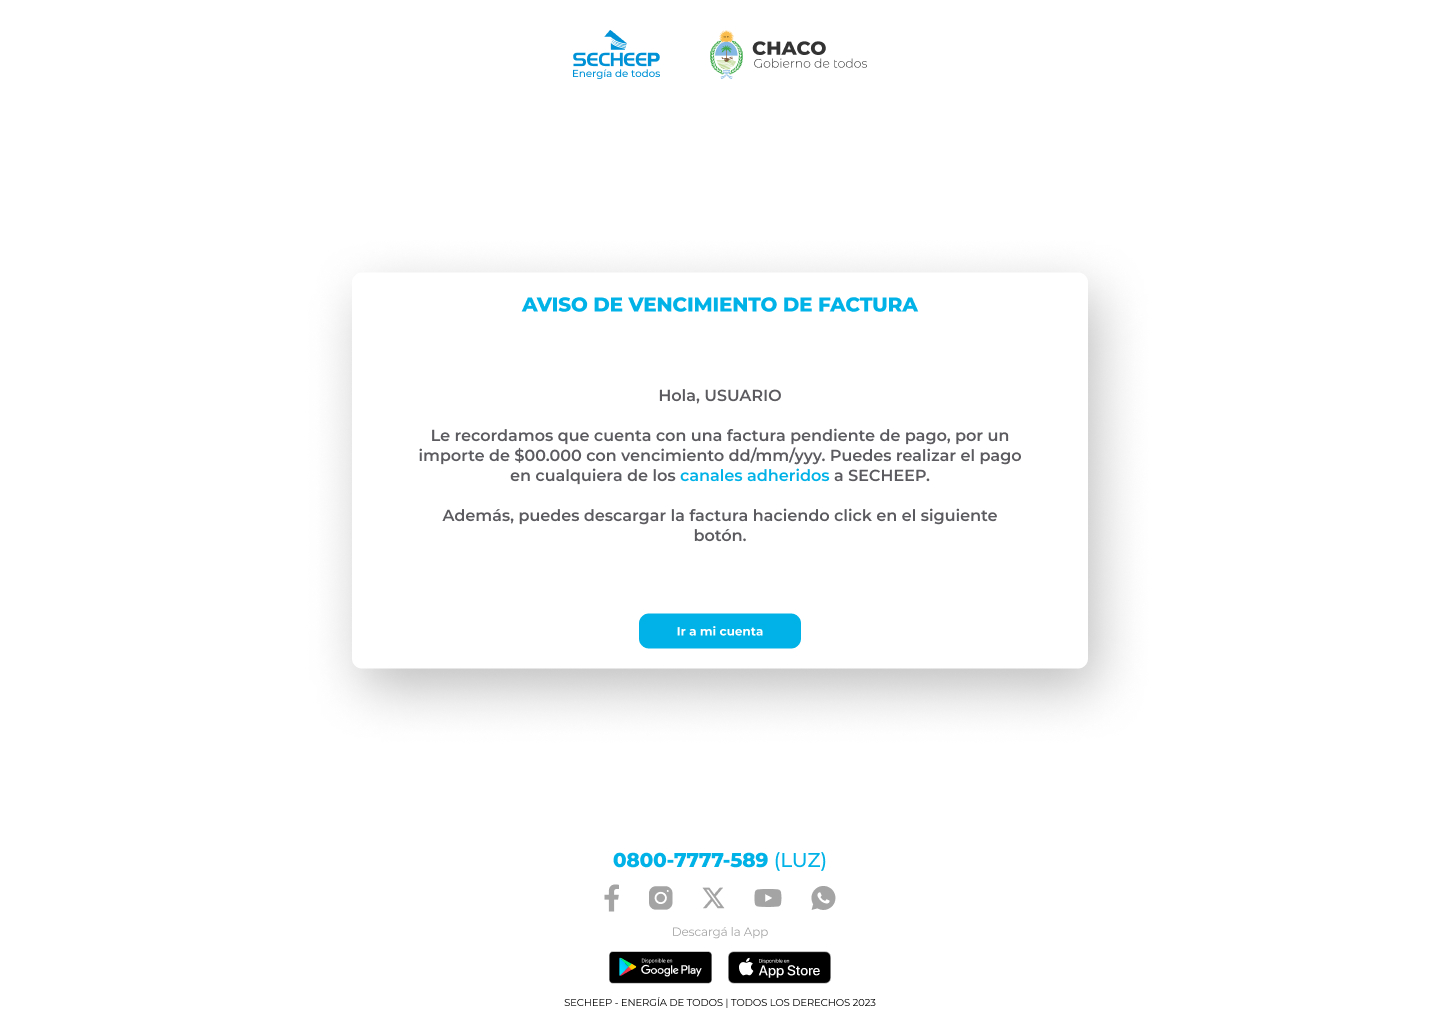 SECHEEP
Energía de todos
CHACO
Gobierno de todos
AVISO DE VENCIMIENTO DE FACTURA
Hola, USUARIO
Le recordamos que cuenta con una factura pendiente de pago, por un
importe de $00.000 con vencimiento dd/mm/yyy. Puedes realizar el pago
en cualquiera de los canales adheridos a SECHEEP.
Además, puedes descargar la factura haciendo click en el siguiente
botón.
Ir a mi cuenta
0800-7777-589 (LUZ)
Descargá la App
Disponible en
Google Play
Disponible en
App Store
SECHEEP - ENERGÍA DE TODOS | TODOS LOS DERECHOS 2023